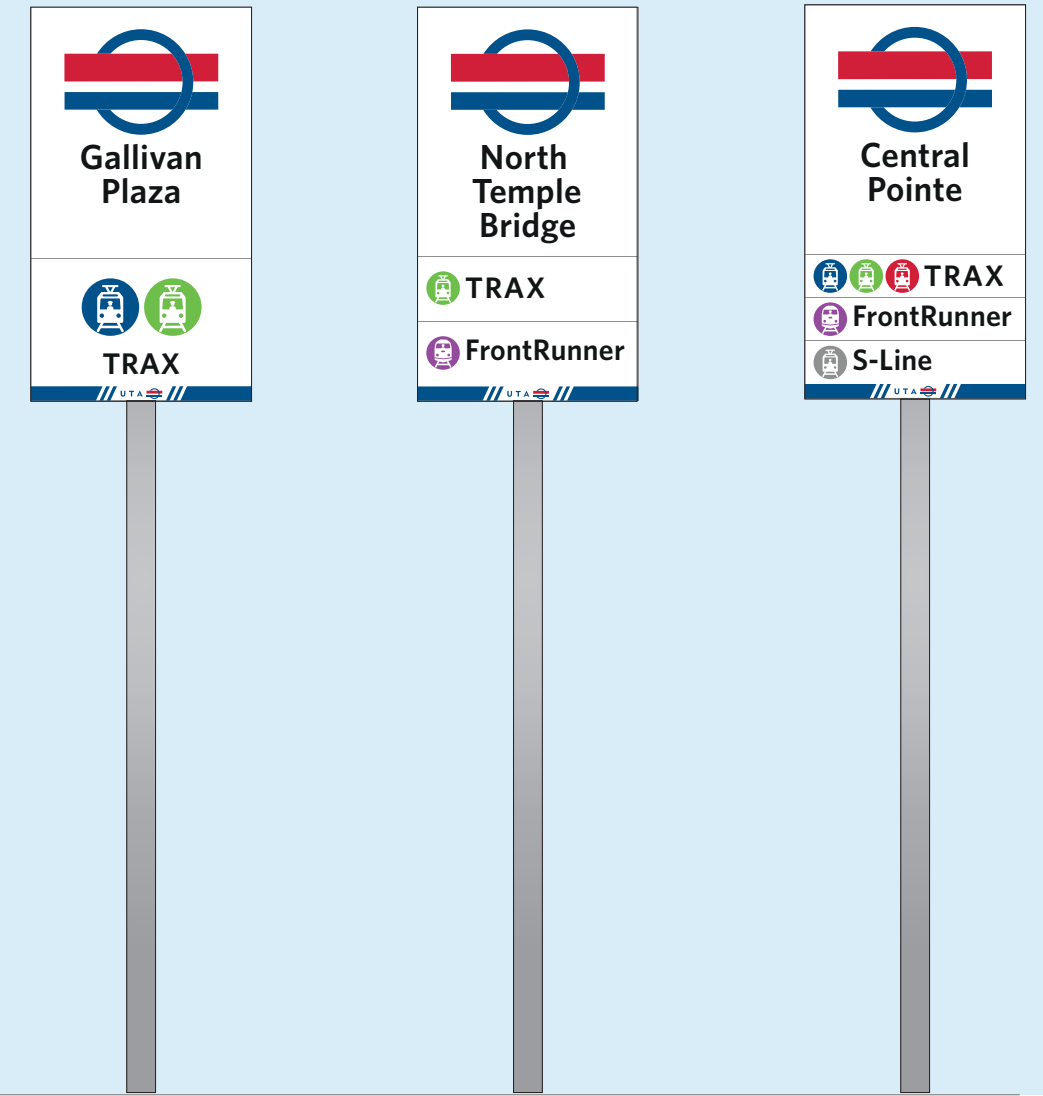 Gallivan
Plaza
TRAX
UTA
North
Temple
Bridge
TRAX
FrontRunner
UTA
Central
Pointe
TRAX
FrontRunner
S-Line
UTA